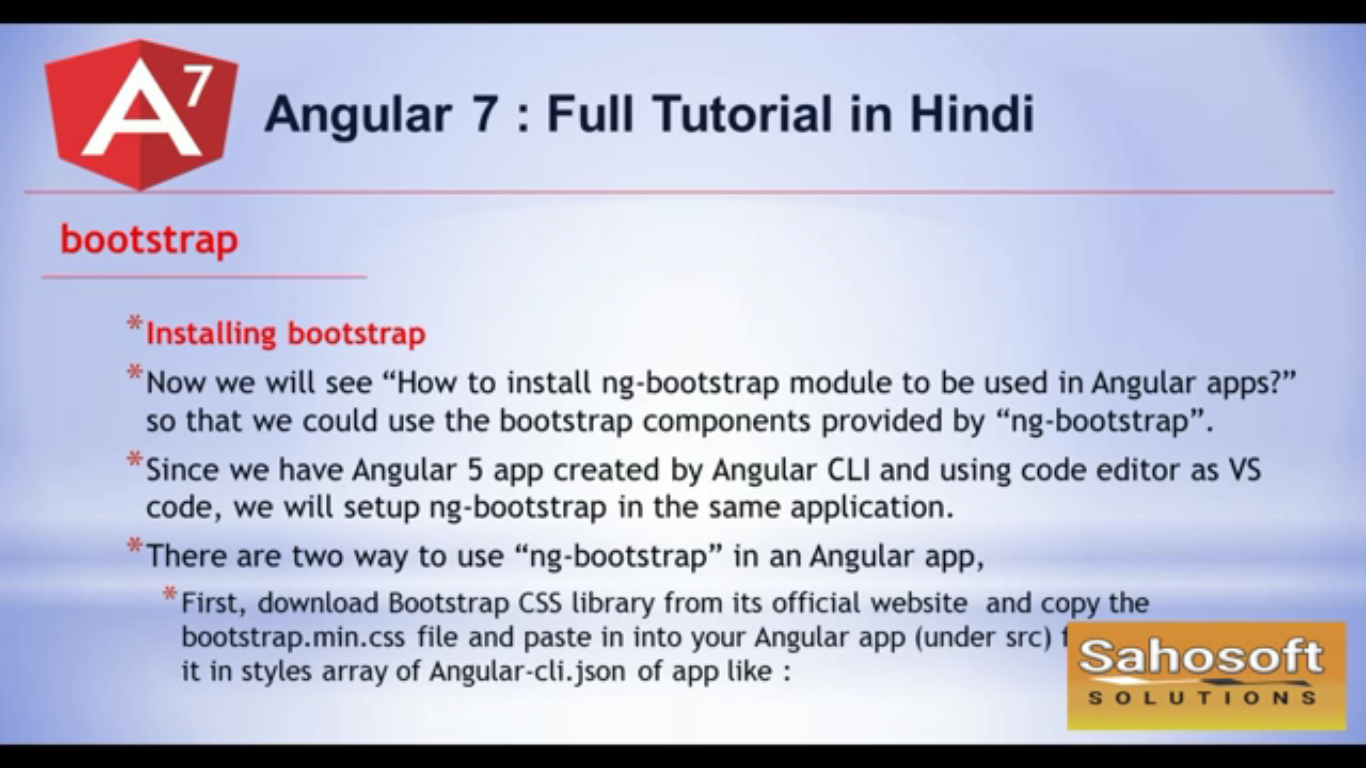 A 7
Angular 7 : Full Tutorial in Hindi
bootstrap
*Installing bootstrap
*Now we will see “How to install ng-bootstrap module to be used in Angular apps?”
so that we could use the bootstrap components provided by “ng-bootstrap”.
*Since we have Angular 5 app created by Angular CLI and using code editor as VS
code, we will setup ng-bootstrap in the same application.
*There are two way to use “ng-bootstrap” in an Angular app,
*First, download Bootstrap CSS library from its official website and copy the
bootstrap.min.css file and paste in into your Angular app (under src)
it in styles array of Angular-cli.json of app like :
Sahosoft
SOLUTIONS